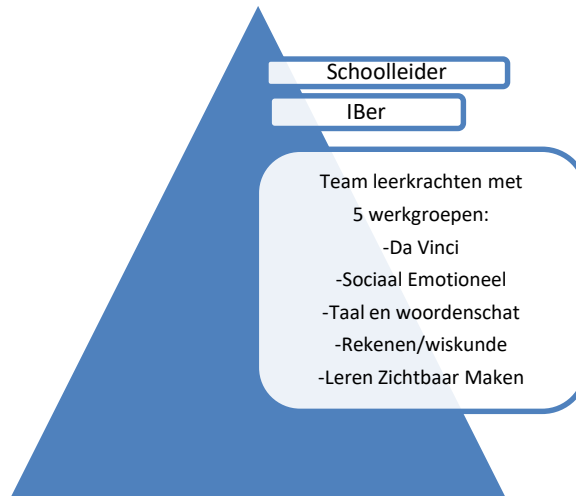 Schoolleider
IBer
Team leerkrachten met
5 werkgroepen:
-Da Vinci
-Sociaal Emotioneel
-Taal en woordenschat
-Rekenen/wiskunde
-Leren Zichtbaar Maken